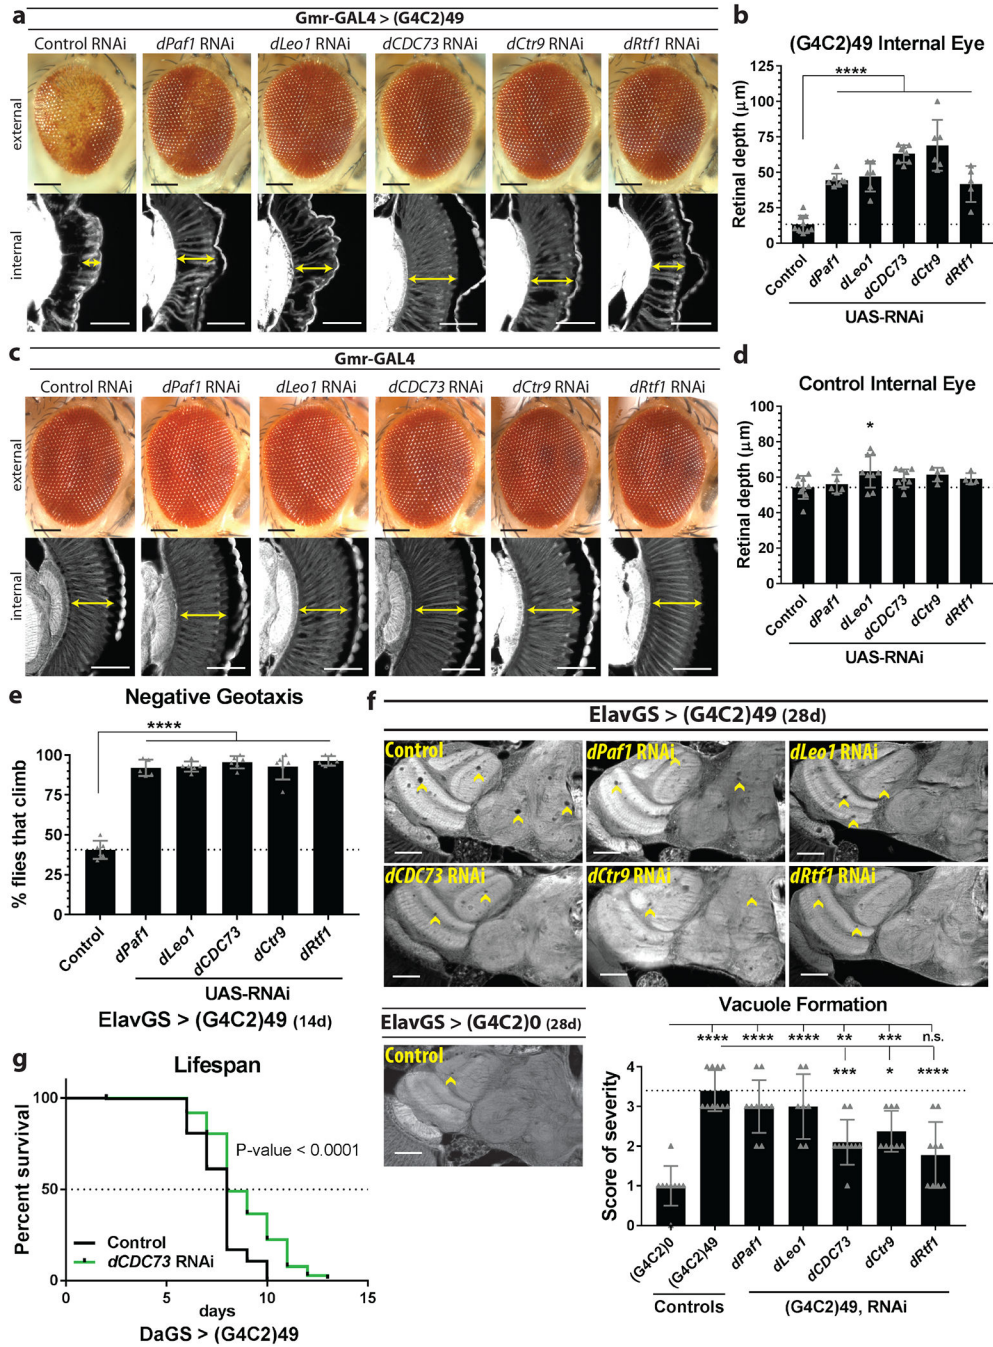 a
Gmr-GAL4 > (G4C2)49
Control RNAi dPaf1 RNAi dLeo1 RNAi dCDC73 RNAi dCtr9 RNAi dRtf1 RNAi
external
internal
b
(G4C2)49 Internal Eye
****
Retinal depth (µm)
125
100
75
50
25
0
Control dPaf1 dLeo1 dCDC73 dCtr9 dRtf1
UAS-RNAi
c
Gmr-GAL4
Control RNAi dPaf1 RNAi dLeo1 RNAi dCDC73 RNAi dCtr9 RNAi dRtf1 RNAi
external
internal
d
Control Internal Eye
*
Retinal depth (µm)
100
80
60
40
20
0
Control dPaf1 dLeo1 dCDC73 dCtr9 dRtf1
UAS-RNAi
e
Negative Geotaxis
****
% flies that climb
100
75
50
25
0
Control dPaf1 dLeo1 dCDC73 dCtr9 dRtf1
UAS-RNAi
ElavGS > (G4C2)49 (14d)
f
ElavGS > (G4C2)49 (28d)
Control dPaf1 RNAi dLeo1 RNAi
dCDC73 RNAi dCtr9 RNAi dRtf1 RNAi
ElavGS > (G4C2)0 (28d)
Control
Vacuole Formation
**** **** **** ** *** n.s.
*** * ****
Score of severity
4
3
2
1
0
(G4C2)0 (G4C2)49 dPaf1 dLeo1 dCDC73 dCtr9 dRtf1
Controls (G4C2)49, RNAi
g
Lifespan
Percent survival
100
50
0
P-value < 0.0001
Control
dCDC73 RNAi
0 5 10 15
days
DaGS > (G4C2)49